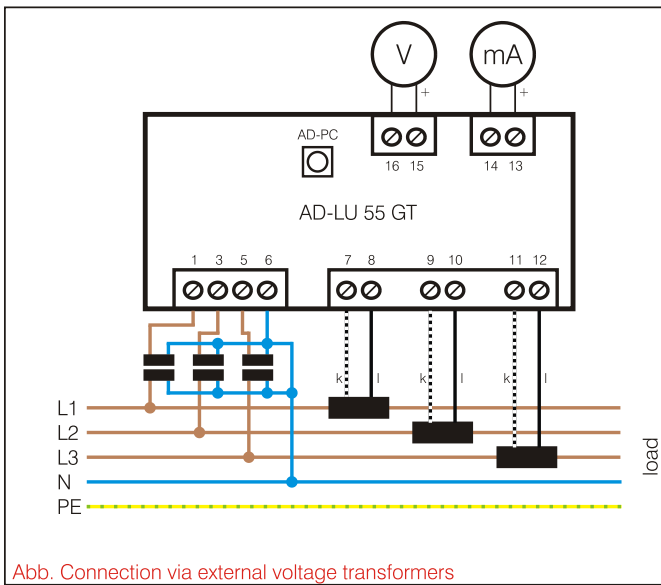 V
mA
+
+
AD-PC
16 15
14 13
AD-LU 55 GT
1 3 5 6
7 8 9 10 11 12
k l k l k l
L1
L2
L3
N
PE
load
Abb. Connection via external voltage transformers